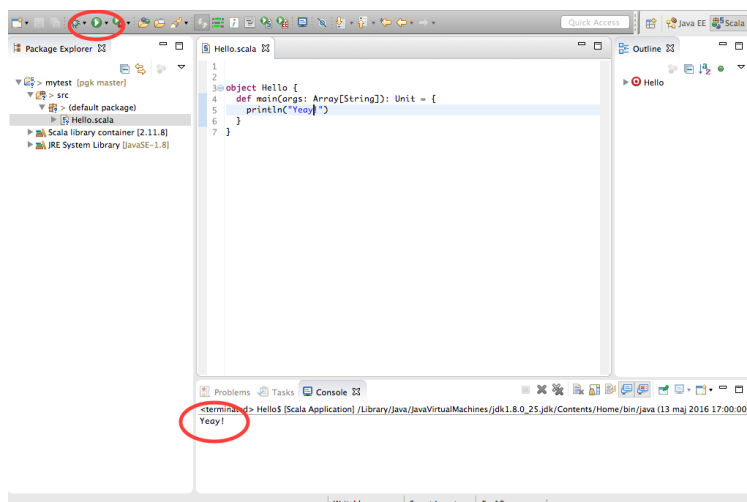 Quick Access
Java EE
Scala
Package Explorer
Hello.scala
Outline
> mytest [pgk master]
> src
> (default package)
Hello.scala
Scala library container [2.11.8]
JRE System Library [JavaSE-1.8]
1
2
3 object Hello {
4 def main(args: Array[String]): Unit = {
5 println("Yeay!")
6 }
7 }
Hello
Problems
Tasks
Console
<terminated> Hello$ [Scala Application] /Library/Java/JavaVirtualMachines/jdk1.8.0_25.jdk/Contents/Home/bin/java (13 maj 2016 17:00:00
Yeay!